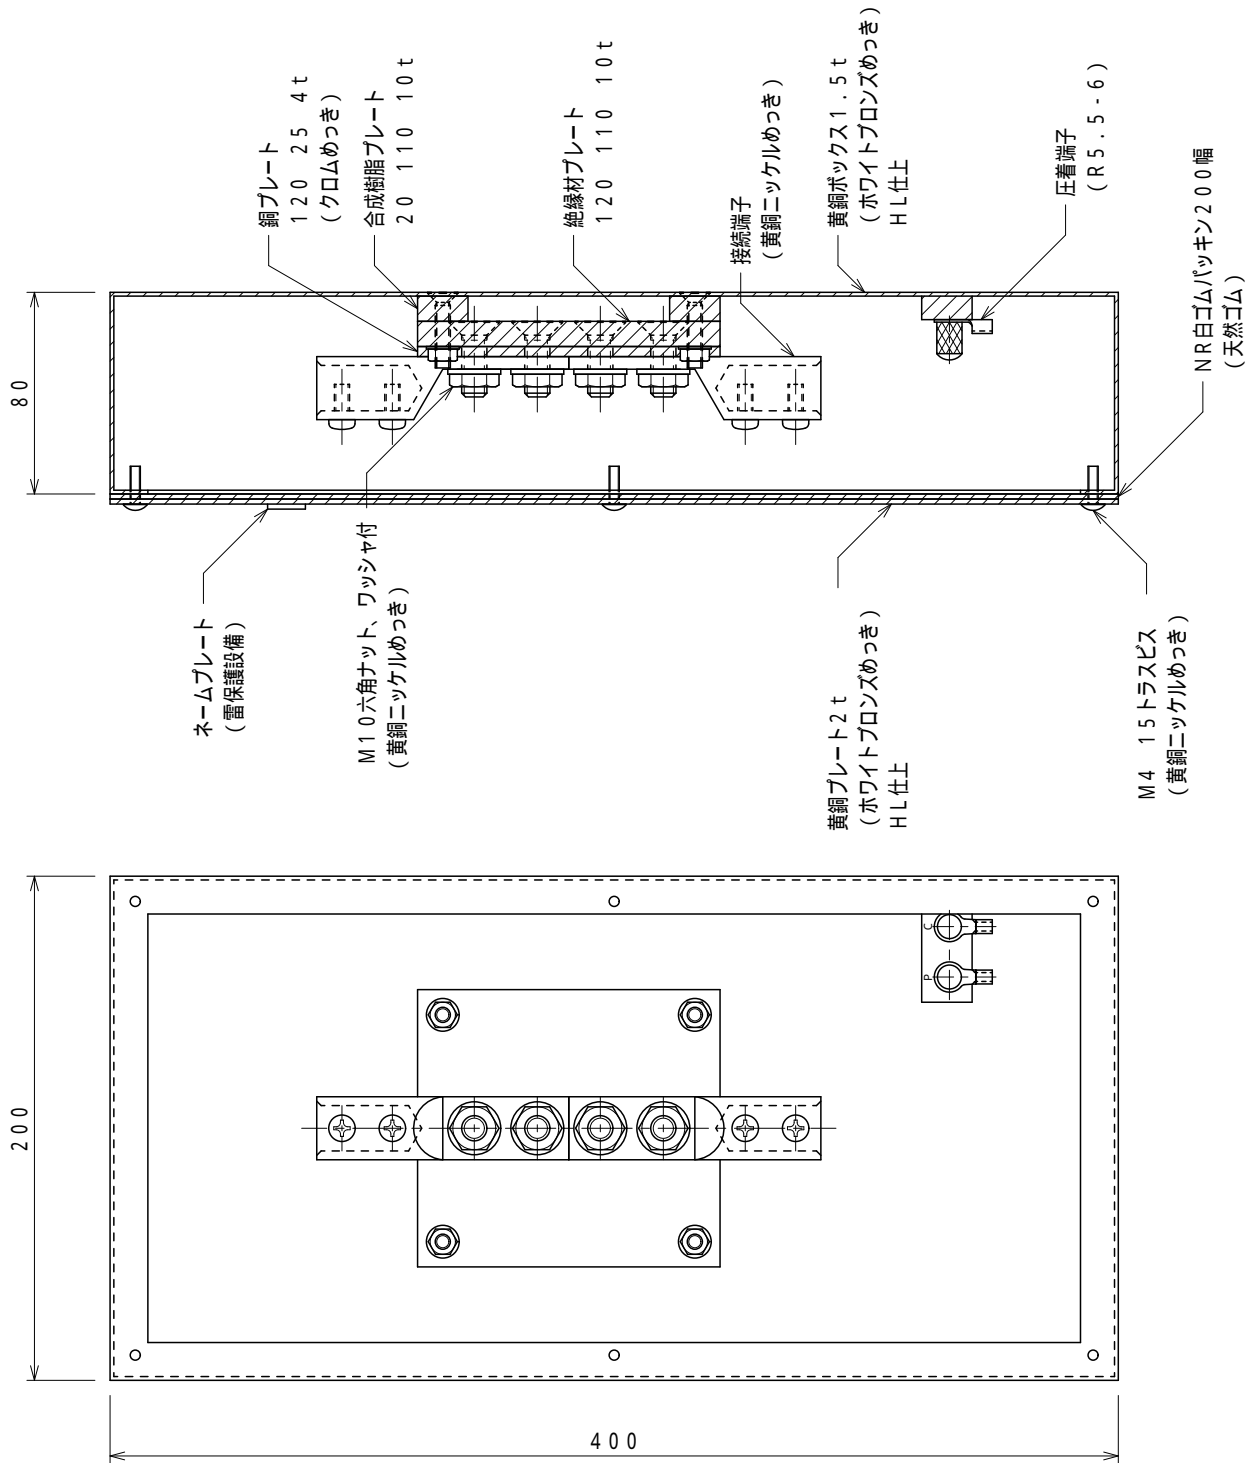 銅プレート
120 25 4t
(クロムめっき)
合成樹脂プレート
20 110 10t
絶縁材プレート
120 110 10t
接続端子
(黄銅ニッケルめっき)
黄銅ボックス1.5t
(ホワイトブロンズめっき)
HL仕上
圧着端子
(R5.5-6)
NR白ゴムパッキン200幅
(天然ゴム)
80
ネームプレート
(雷保護設備)
M10六角ナット、ワッシャ付
(黄銅ニッケルめっき)
黄銅プレート2t
(ホワイトブロンズめっき)
HL仕上
M4 15トラスビス
(黄銅ニッケルめっき)
200
C
P
400